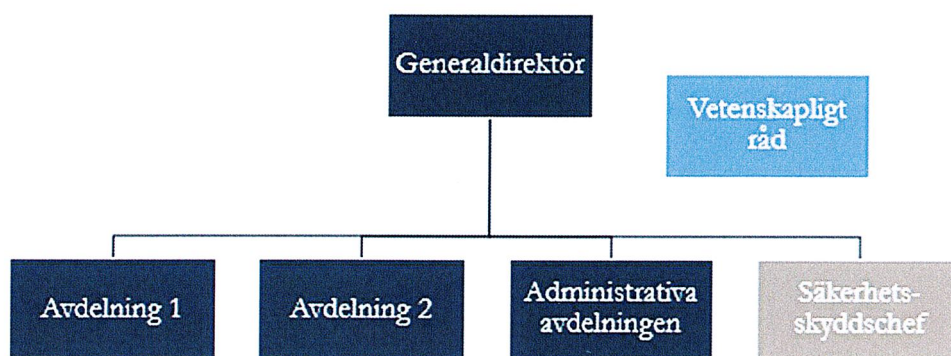 Generaldirektör
Vetenskapligt
råd
Avdelning 1
Avdelning 2
Administrativa
avdelningen
Säkerhets-
skyddschef